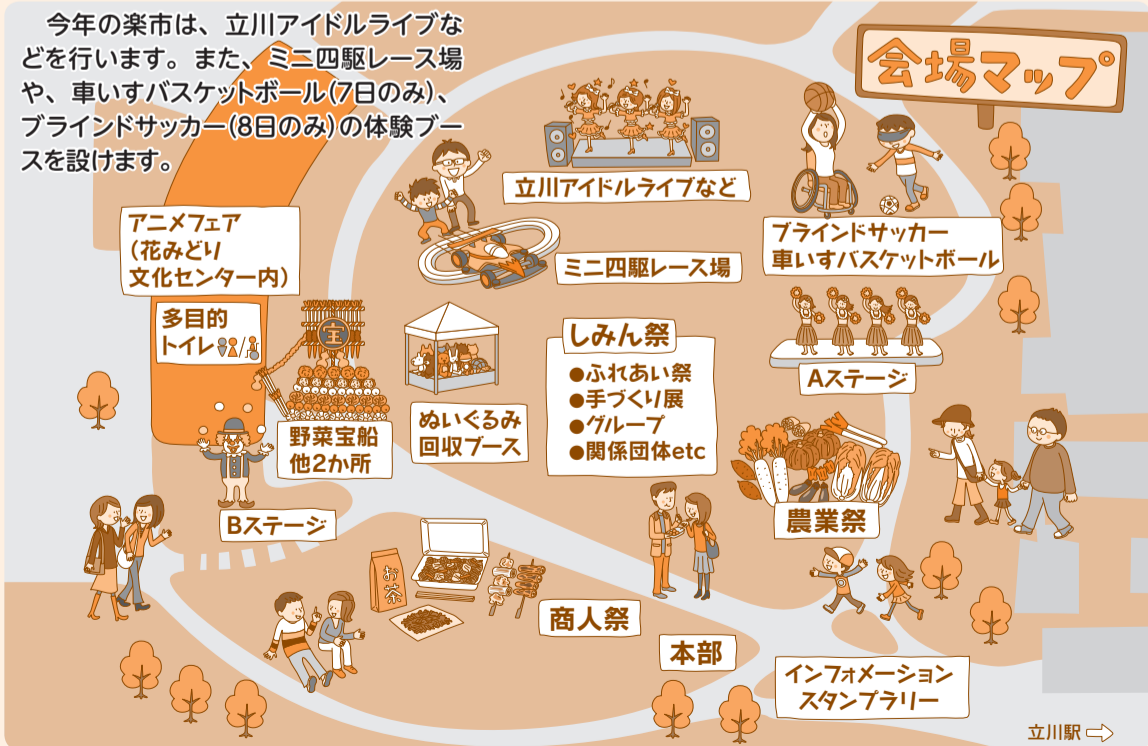 今年の楽市は、立川アイドルライブな
どを行います。また、ミニ四駆レース場
や、車いすバスケットボール(7日のみ)、
ブラインドサッカー(8日のみ)の体験ブー
スを設けます。
会場マップ
立川アイドルライブなど
ミニ四駆レース場
ブラインドサッカー
車いすバスケットボール
アニメフェア
(花みどり
文化センター内)
多目的
トイレ
宝
野菜宝船
他2か所
ぬいぐるみ
回収ブース
しみん祭
●ふれあい祭
●手づくり展
●グループ
●関係団体etc
Aステージ
農業祭
Bステージ
お茶
商人祭
本部
インフォメーション
スタンプラリー
立川駅⇨